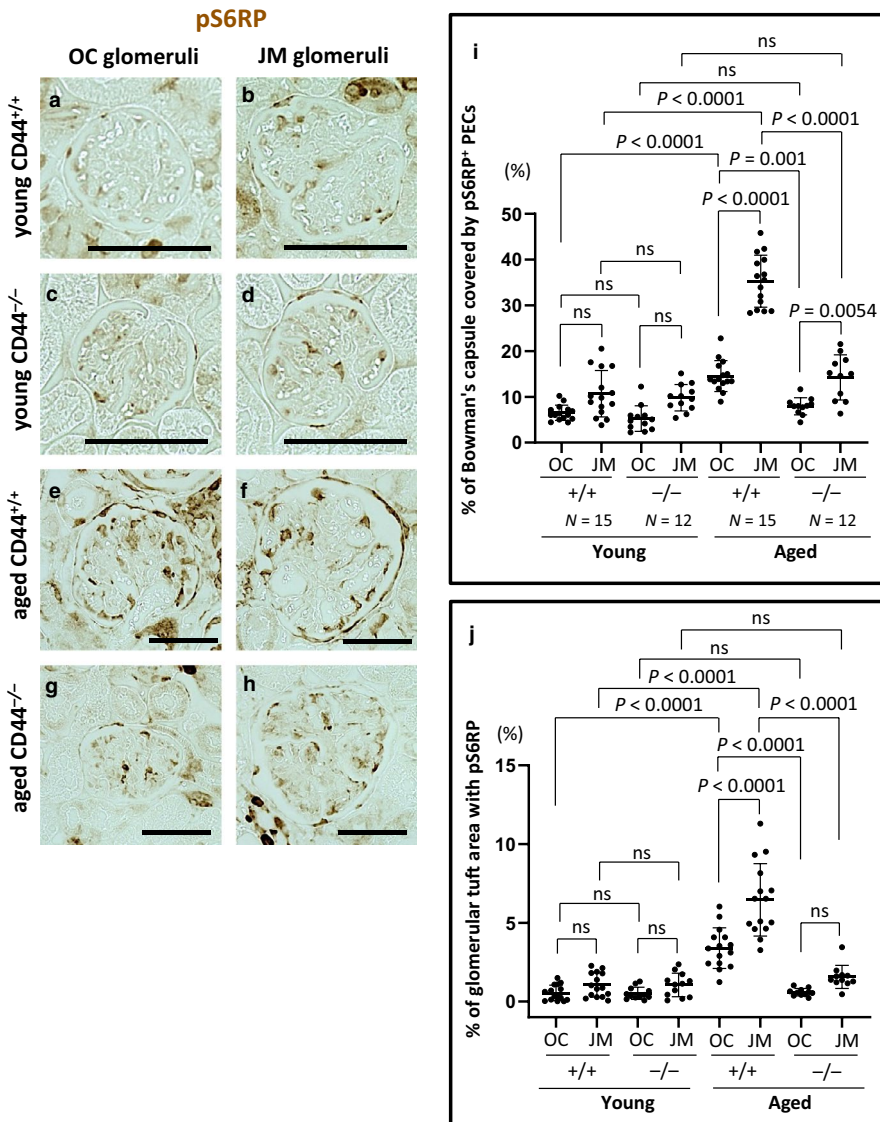 pS6RP
OC glomeruli JM glomeruli
young CD44+/+
a b
young CD44−/−
c d
aged CD44+/+
e f
aged CD44−/−
g h
i
ns
ns
P < 0.0001
P < 0.0001
P < 0.0001
P = 0.001
P < 0.0001
ns
ns
ns
ns
P = 0.0054
(%)
% of Bowman's capsule covered by pS6RP+ PECs
50
40
30
20
10
0
OC JM OC JM OC JM OC JM
+/+ −/− +/+ −/−
N = 15 N = 12 N = 15 N = 12
Young Aged
j
ns
ns
P < 0.0001
P < 0.0001
P < 0.0001
P < 0.0001
P < 0.0001
ns
ns
ns
ns
ns
(%)
% of glomerular tuft area with pS6RP
15
10
5
0
OC JM OC JM OC JM OC JM
+/+ −/− +/+ −/−
Young Aged